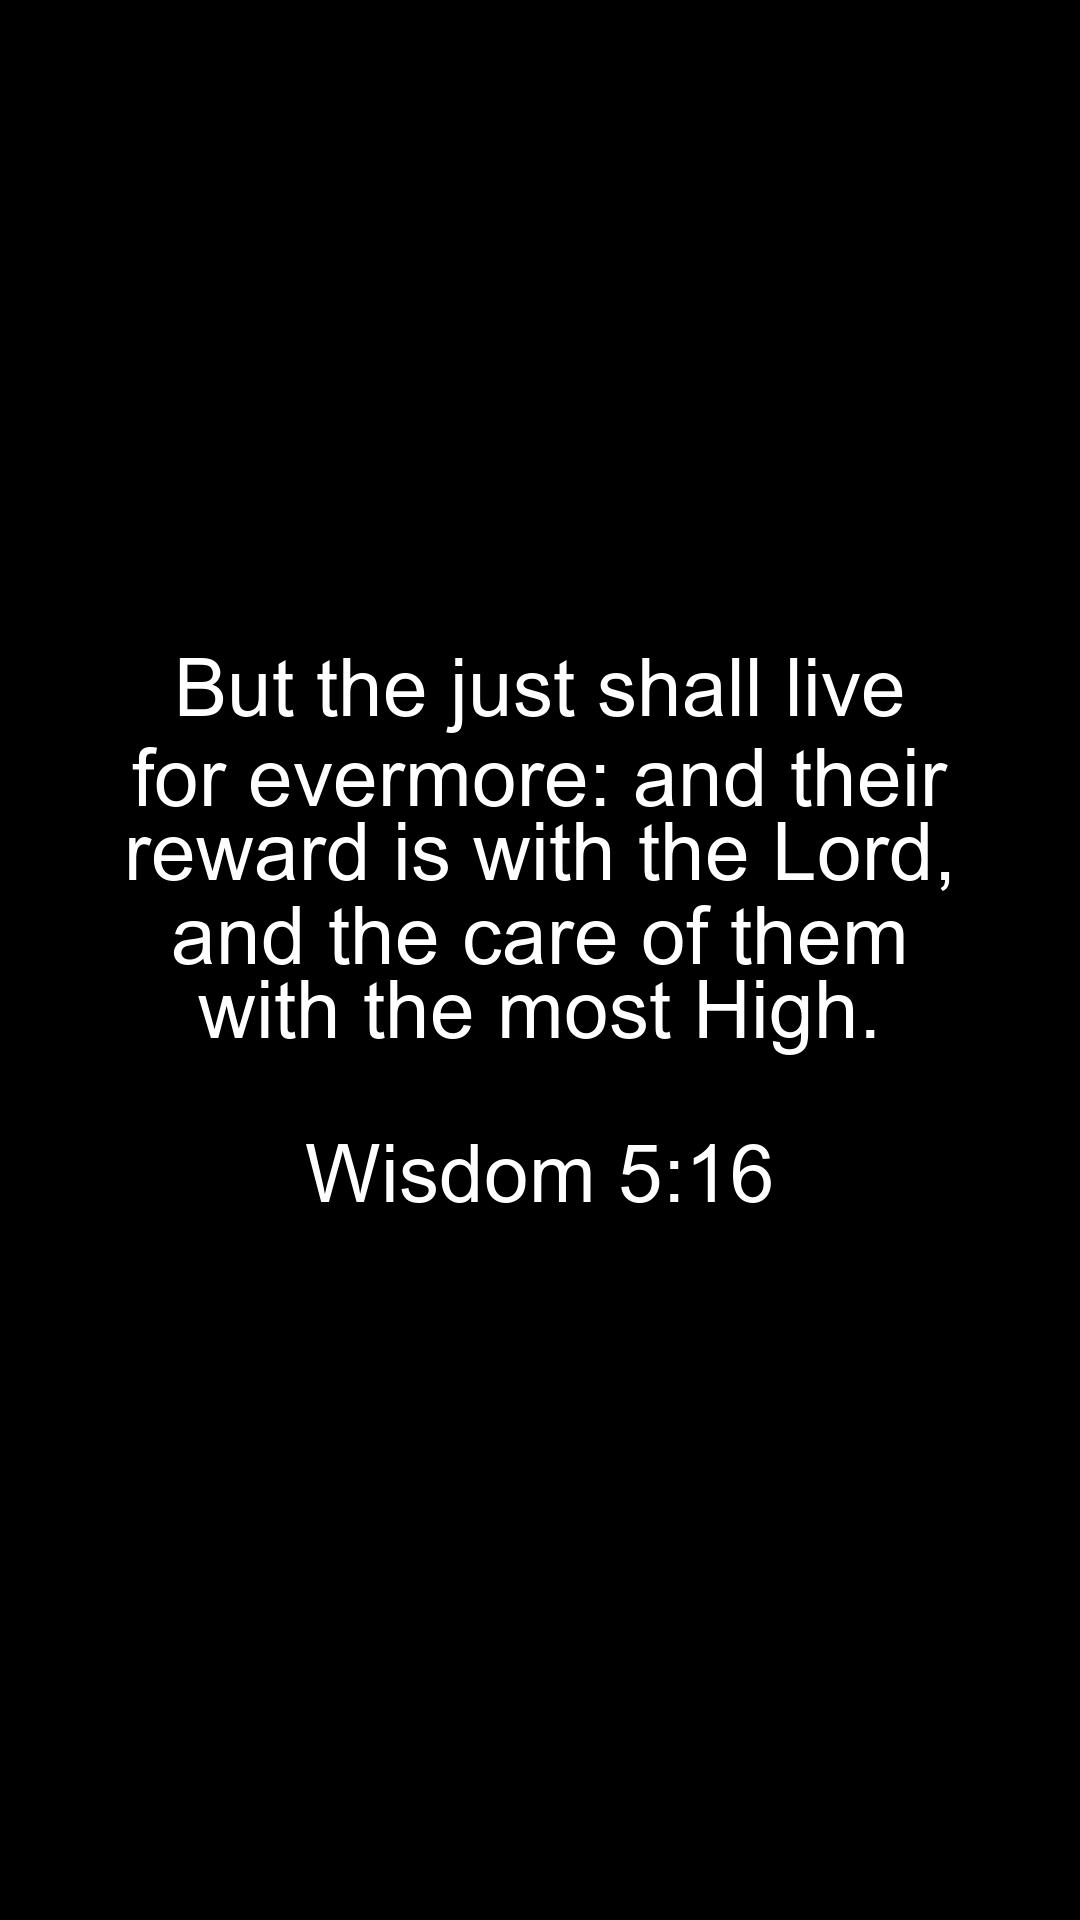 But the just shall live
for evermore: and their
reward is with the Lord,
and the care of them
with the most High.
Wisdom 5:16